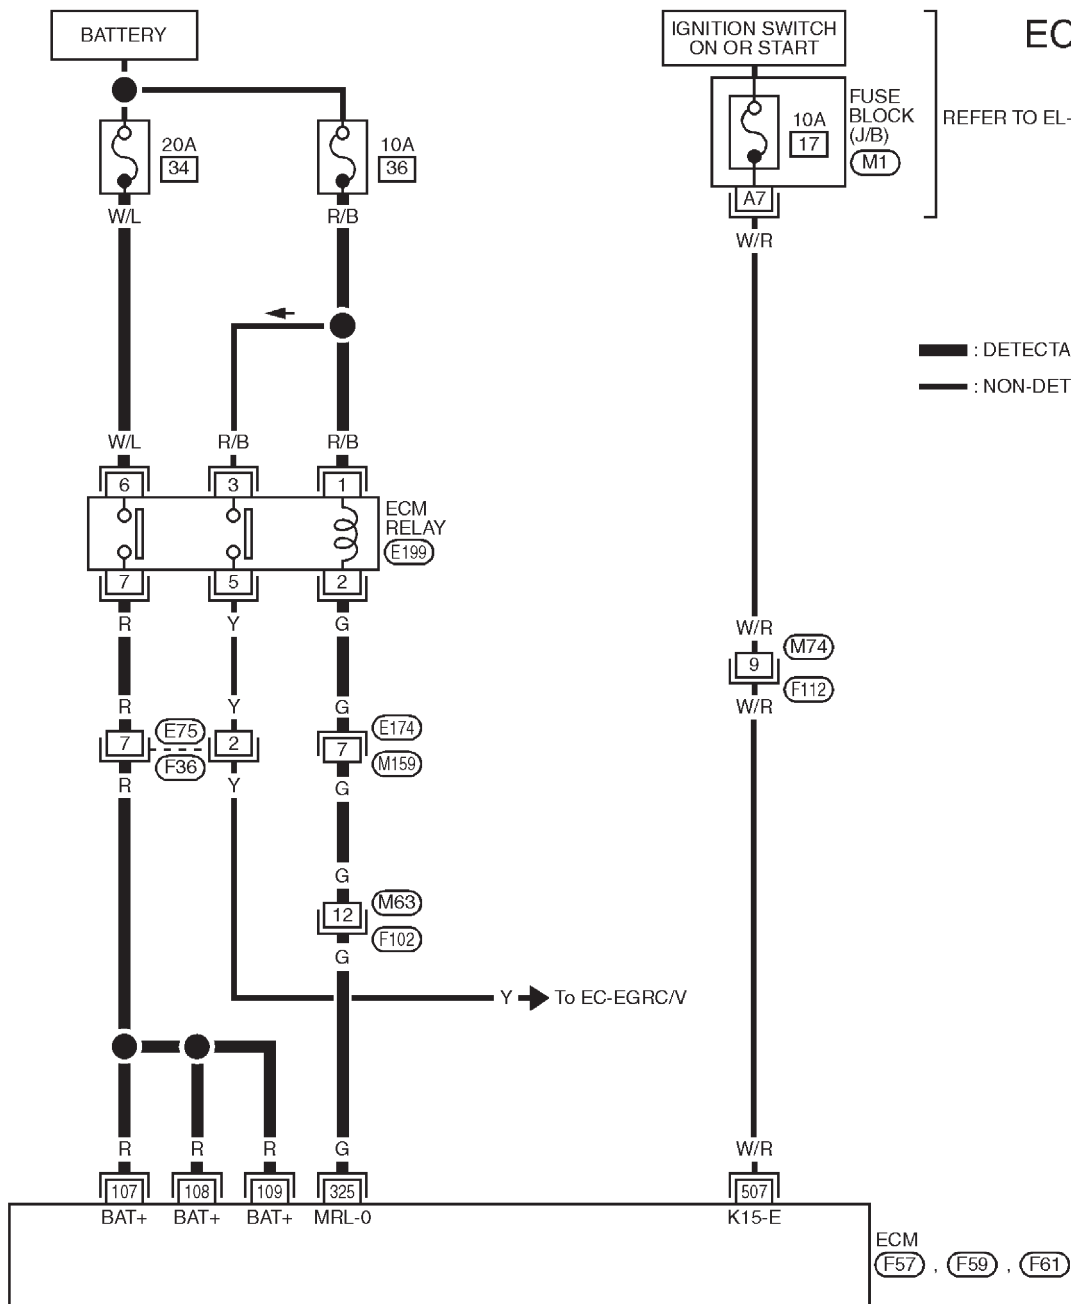 BATTERY
IGNITION SWITCH
ON OR START
EC
20A
34
10A
36
10A
17
FUSE
BLOCK
(J/B)
M1
REFER TO EL-
A7
W/L
R/B
W/R
: DETECTA
: NON-DET
W/L
R/B
R/B
6
3
1
ECM
RELAY
E199
7
5
2
R
Y
G
W/R
M74
9
F112
W/R
R
Y
G
7
E75
F36
2
7
E174
M159
R
Y
G
G
12
M63
F102
G
Y
To EC-EGRC/V
R
R
R
G
W/R
107
108
109
325
507
BAT+
BAT+
BAT+
MRL-0
K15-E
ECM
F57 , F59 , F61